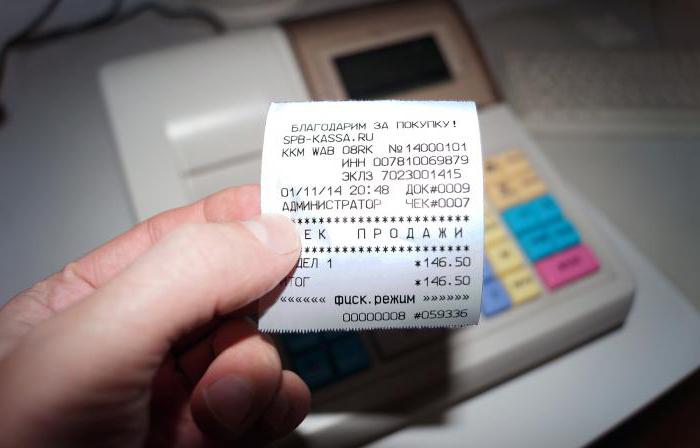 БЛАГОДАРИМ ЗА ПОКУПКУ!
SPB-KASSA.RU
ККМ WAB 08RK №14000101
ИНН 007810069879
ЭКЛЗ 7023001415
01/11/14 20:48 ДОК#0009
АДМИНИСТРАТОР ЧЕК#0007
*******************
ЕК ПРОДАЖИ
*******************
ДЕЛ 1 *146.50
ТОГ *146.50
«««««« фиск.режим »»»»»»
00000008 #059336